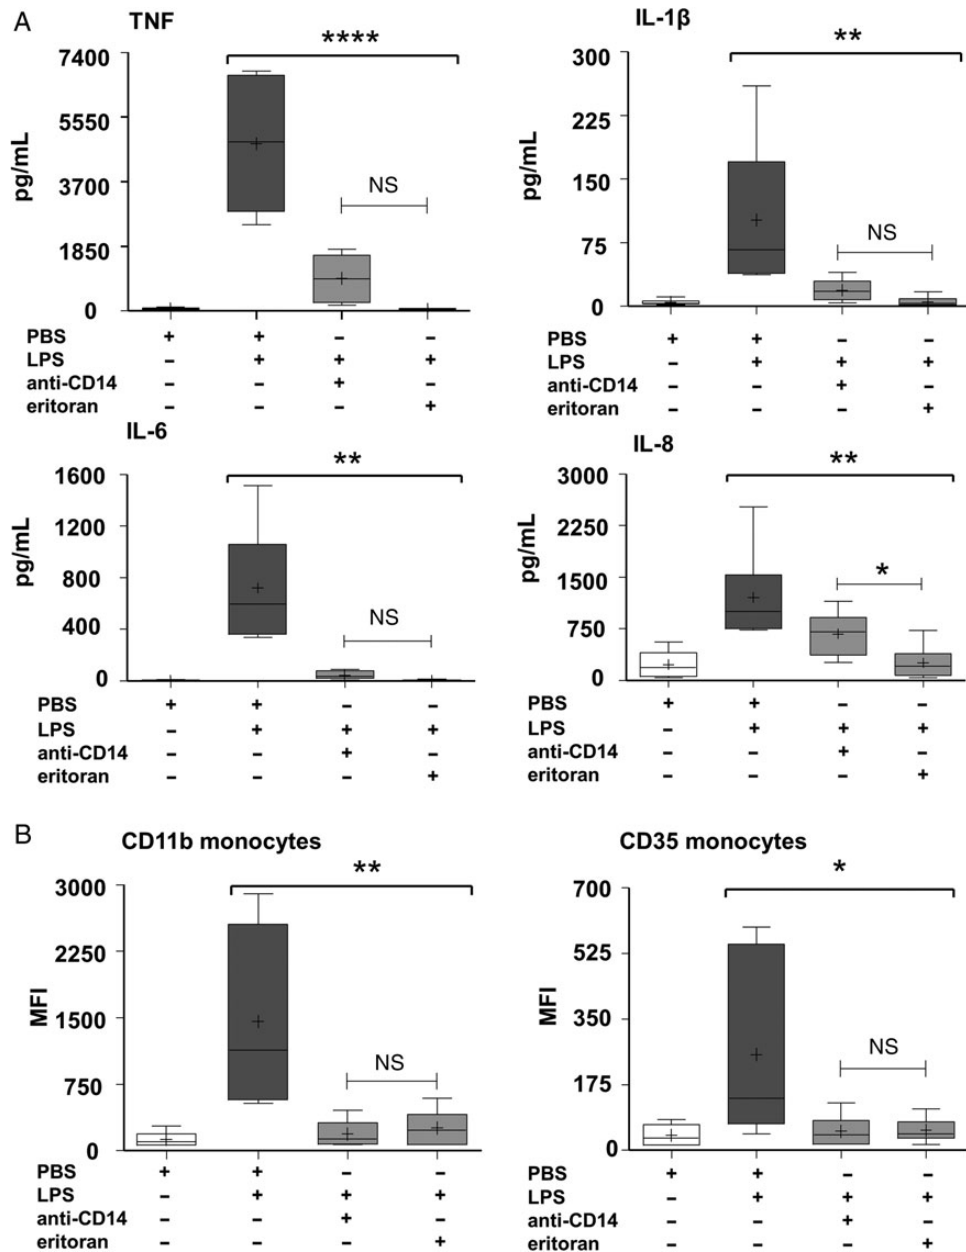 A
TNF
IL-1β
****
**
7400
5550
3700
1850
0
pg/mL
NS
300
225
150
75
0
pg/mL
NS
PBS + + – –
LPS – + + +
anti-CD14 – – + –
eritoran – – – +
PBS + + – –
LPS – + + +
anti-CD14 – – + –
eritoran – – – +
IL-6
IL-8
**
**
1600
1200
800
400
0
pg/mL
NS
3000
2250
1500
750
0
pg/mL
*
PBS + + – –
LPS – + + +
anti-CD14 – – + –
eritoran – – – +
PBS + + – –
LPS – + + +
anti-CD14 – – + –
eritoran – – – +
B
CD11b monocytes
CD35 monocytes
**
*
3000
2250
1500
750
0
MFI
NS
700
525
350
175
0
MFI
NS
PBS + + – –
LPS – + + +
anti-CD14 – – + –
eritoran – – – +
PBS + + – –
LPS – + + +
anti-CD14 – – + –
eritoran – – – +